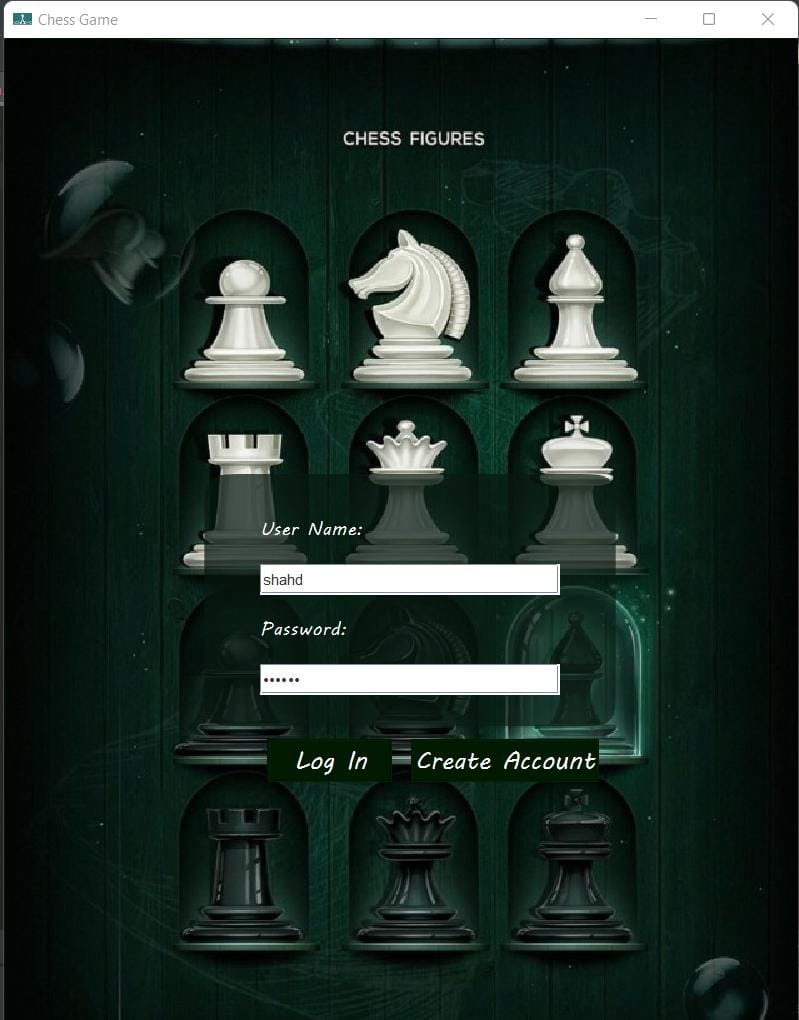 Chess Game
CHESS FIGURES
User Name:
shahd
Password:
••••••
Log In Create Account